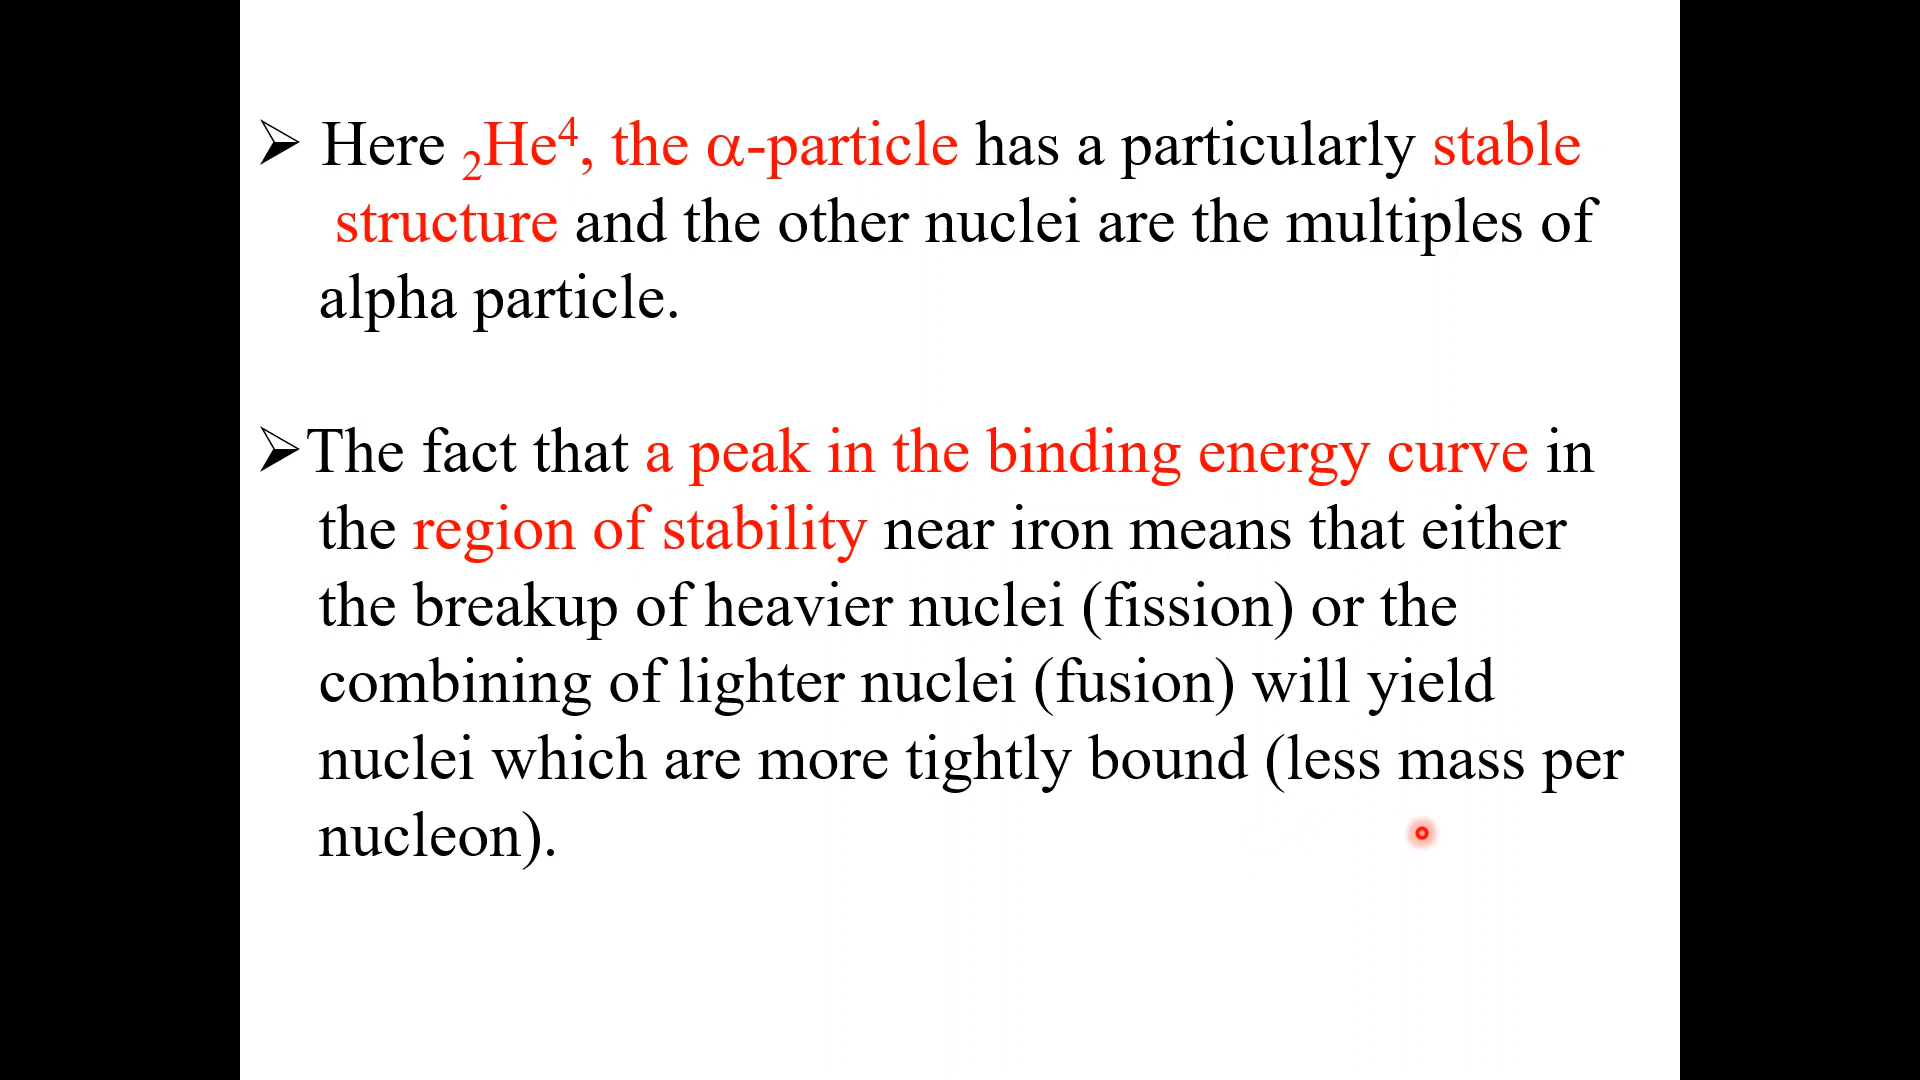 ➢ Here ₂He⁴, the α-particle has a particularly stable
structure and the other nuclei are the multiples of
alpha particle.
➢The fact that a peak in the binding energy curve in
the region of stability near iron means that either
the breakup of heavier nuclei (fission) or the
combining of lighter nuclei (fusion) will yield
nuclei which are more tightly bound (less mass per
nucleon).